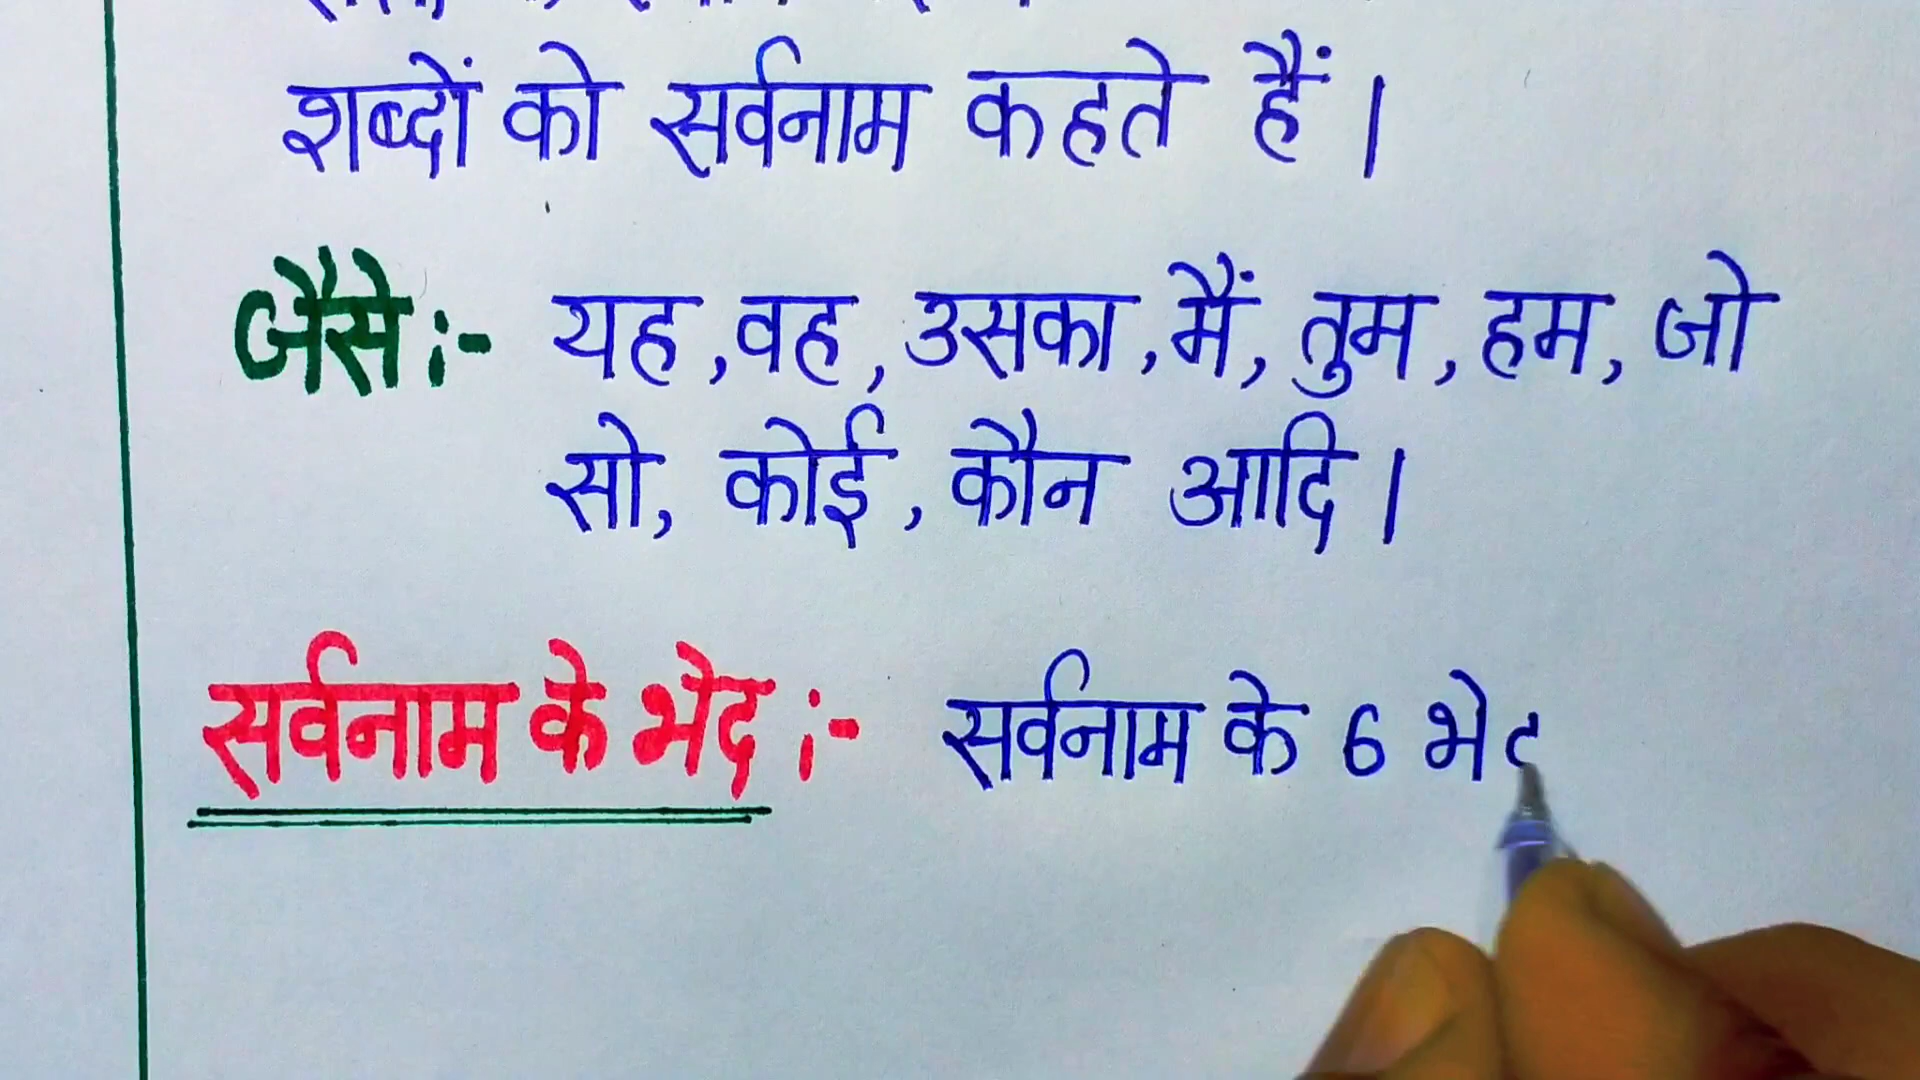 शब्दों को सर्वनाम कहते हैं।
जैसे:- यह, वह, उसका, मैं, तुम, हम, जो
सो, कोई, कौन आदि।
सर्वनाम के भेद:- सर्वनाम के 6 भे